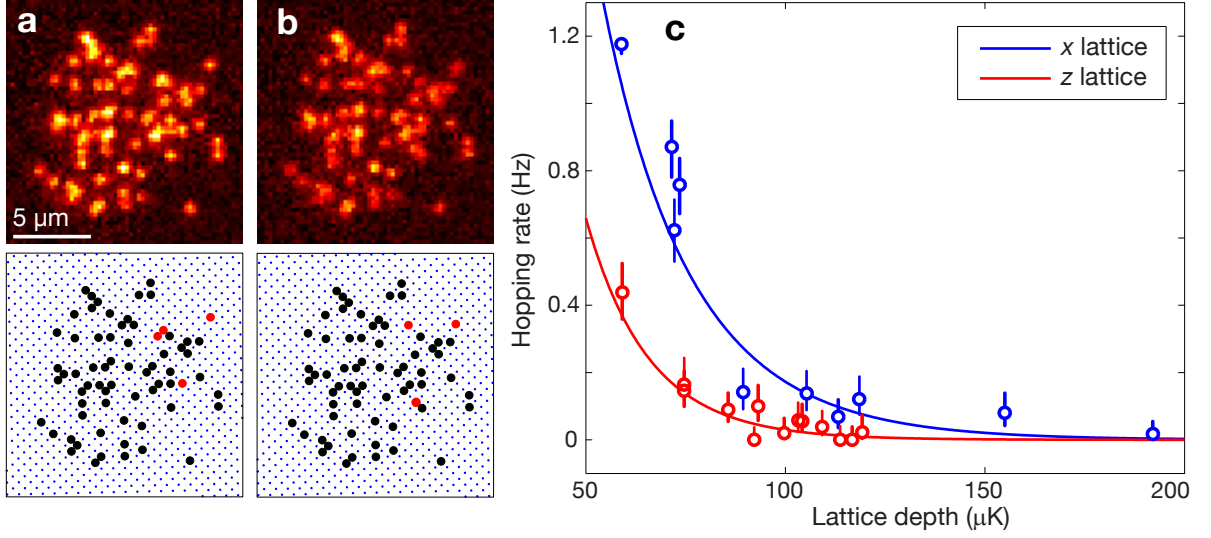 a
b
5 µm
c
x lattice
z lattice
Hopping rate (Hz)
1.2
0.8
0.4
0
50
100
150
200
Lattice depth (µK)